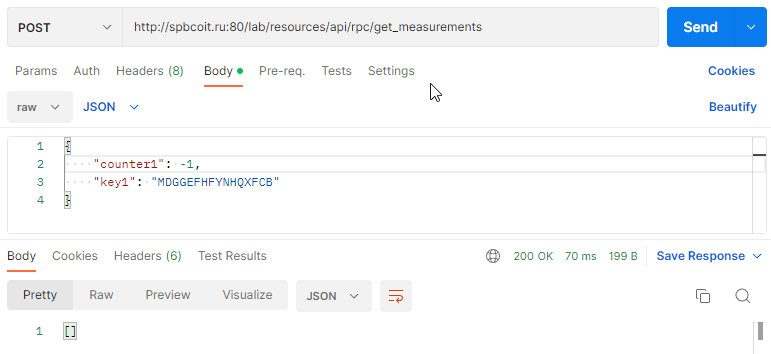 POST http://spbcoit.ru:80/lab/resources/api/rpc/get_measurements Send
Params Auth Headers (8) Body Pre-req. Tests Settings Cookies
raw JSON Beautify
1 {
2 "counter1": -1,
3 "key1": "MDGGEFHFYNHQXFCB"
4 }
Body Cookies Headers (6) Test Results 200 OK 70 ms 199 B Save Response
Pretty Raw Preview Visualize JSON
1 []